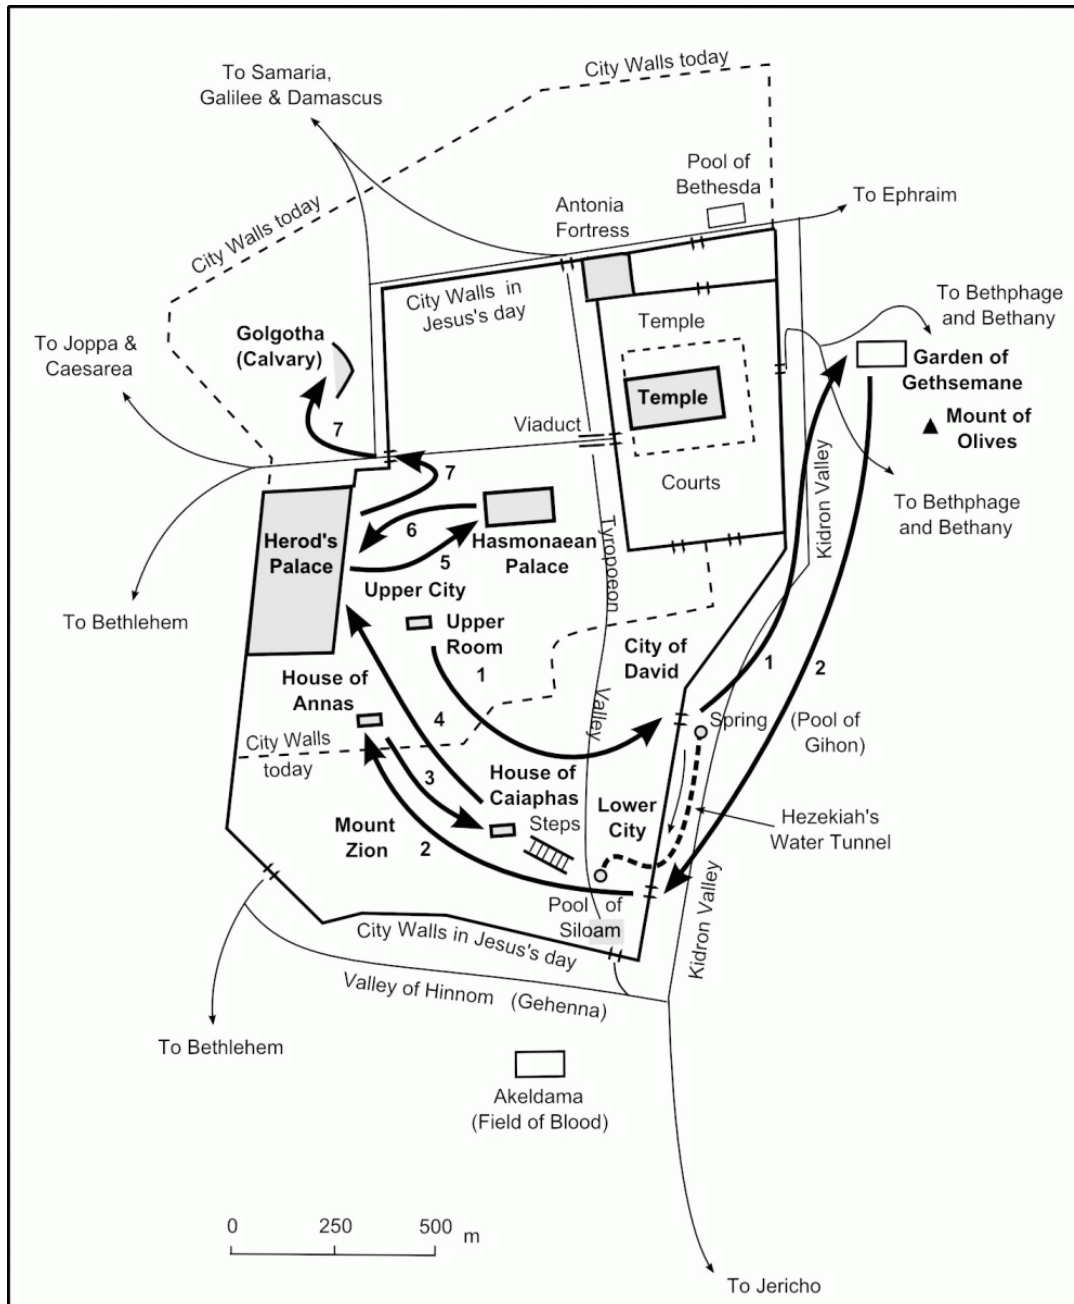 City Walls today
To Samaria,
Galilee & Damascus
Pool of
Bethesda
To Ephraim
Antonia
Fortress
City Walls today
City Walls in
Jesus's day
To Bethphage
and Bethany
Temple
Golgotha
(Calvary)
To Joppa &
Caesarea
Garden of
Gethsemane
Temple
Mount of
Olives
Viaduct
7
7
Courts
Kidron Valley
To Bethphage
and Bethany
6
Herod's
Palace
Hasmonaean
Palace
5
Tyropoeon
Upper City
To Bethlehem
Upper
Room
City of
David
1
1
2
House of
Annas
Valley
4
Spring
(Pool of
Gihon)
City Walls
today
3
House of
Caiaphas
Lower
City
Hezekiah's
Water Tunnel
Steps
Mount
Zion
2
Pool of
Siloam
Kidron Valley
City Walls in Jesus's day
Valley of Hinnom (Gehenna)
To Bethlehem
Akeldama
(Field of Blood)
0 250 500 m
To Jericho